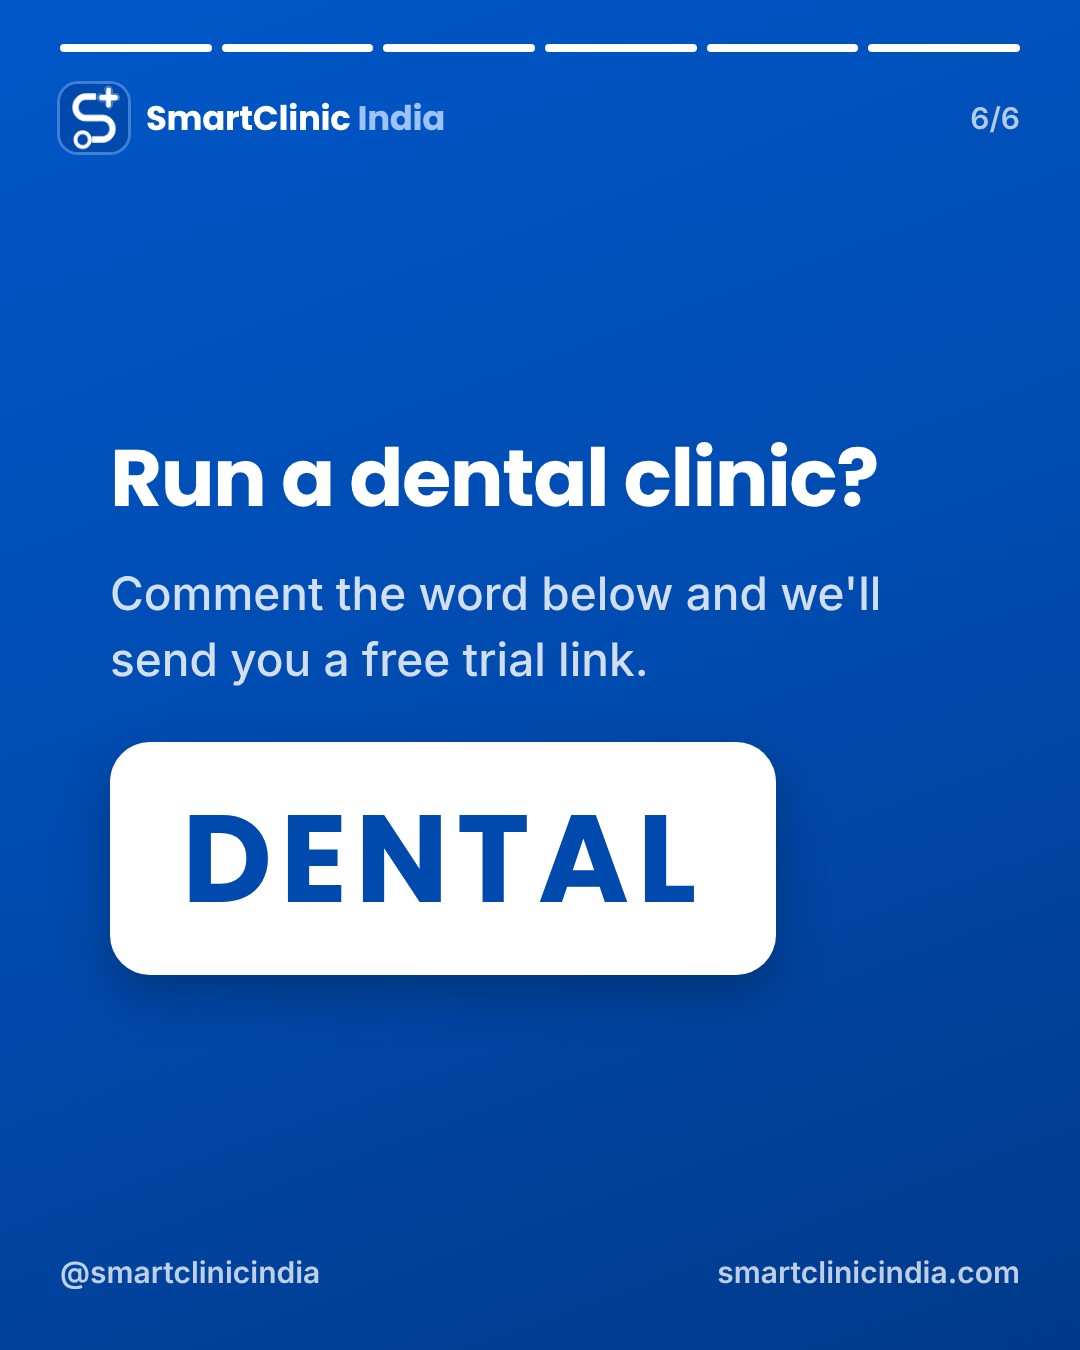 SmartClinic India
6/6
Run a dental clinic?
Comment the word below and we'll
send you a free trial link.
DENTAL
@smartclinicindia
smartclinicindia.com